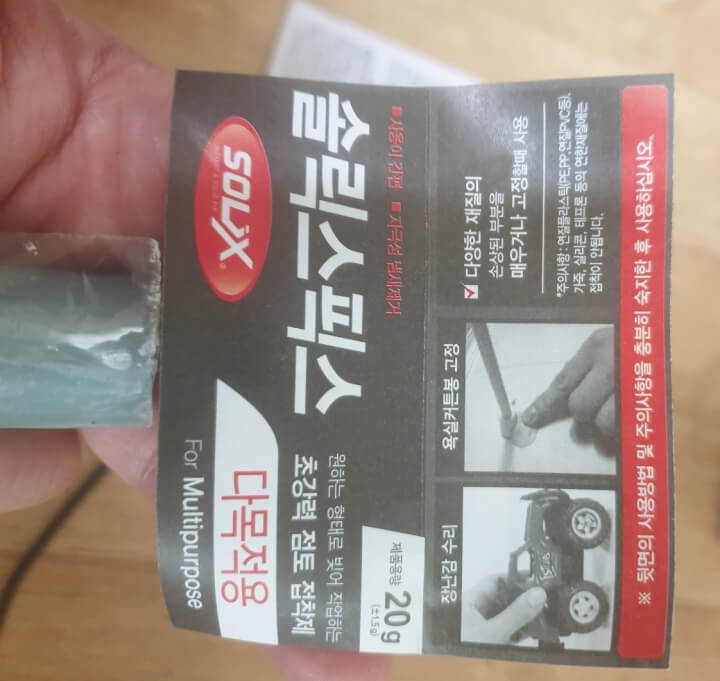 SOLIX
솔릭스픽스
■ 사용이 간편 ■ 자극성 냄새제거
다목적용
For Multipurpose
원하는 형태로 빚어 작업하는
초강력 점토 접착제
제품용량
20g
(±1.5g)
다양한 재질의
손상된 부분을
매우거나 고정할때 사용
*주의사항 : 연질플라스틱(PE,PP,연질PVC등),
가죽, 실리콘, 테프론 등의 연한재질에는
접착이 안됩니다.
욕실커튼봉 고정
장난감 수리
※ 뒷면의 사용방법 및 주의사항을 충분히 숙지한 후 사용하십시오.